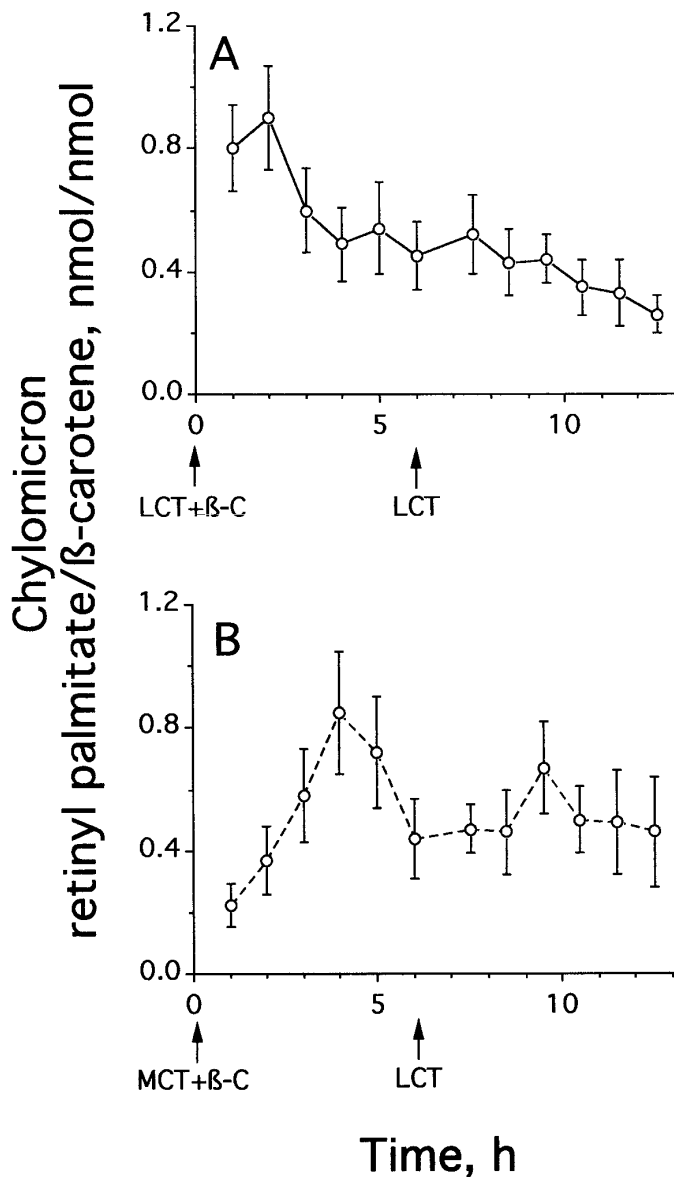 Chylomicron
retinyl palmitate/ß-carotene, nmol/nmol
A
1.2
0.8
0.4
0.0
0 5 10
LCT+ß-C LCT
B
1.2
0.8
0.4
0.0
0 5 10
MCT+ß-C LCT
Time, h